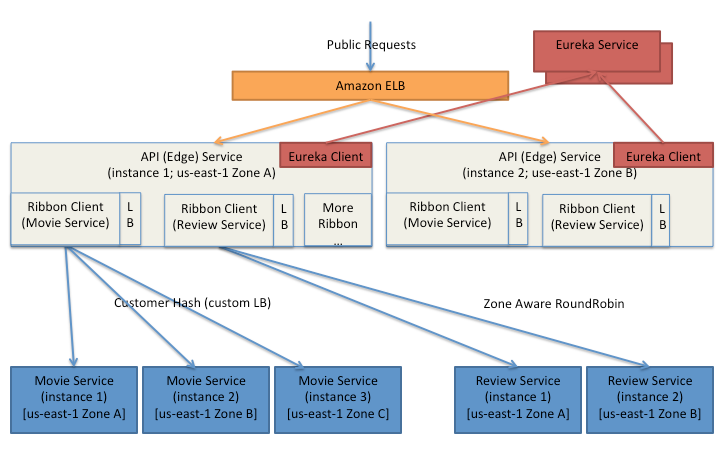 Public Requests
Eureka Service
Amazon ELB
API (Edge) Service
(instance 1; us-east-1 Zone A)
Eureka Client
API (Edge) Service
(instance 2; use-east-1 Zone B)
Eureka Client
Ribbon Client
(Movie Service)
L
B
Ribbon Client
(Review Service)
L
B
More
Ribbon
...
Ribbon Client
(Movie Service)
L
B
Ribbon Client
(Review Service)
L
B
Customer Hash (custom LB)
Zone Aware RoundRobin
Movie Service
(instance 1)
[us-east-1 Zone A]
Movie Service
(instance 2)
[us-east-1 Zone B]
Movie Service
(instance 3)
[us-east-1 Zone C]
Review Service
(instance 1)
[us-east-1 Zone A]
Review Service
(instance 2)
[us-east-1 Zone B]